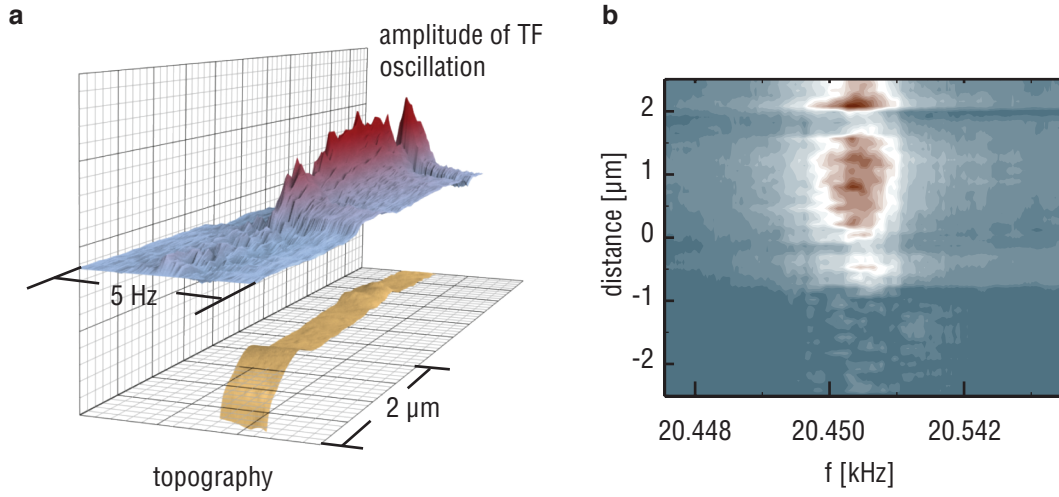 a
amplitude of TF
oscillation
5 Hz
2 µm
topography
b
distance [µm]
2
1
0
-1
-2
20.448
20.450
20.542
f [kHz]